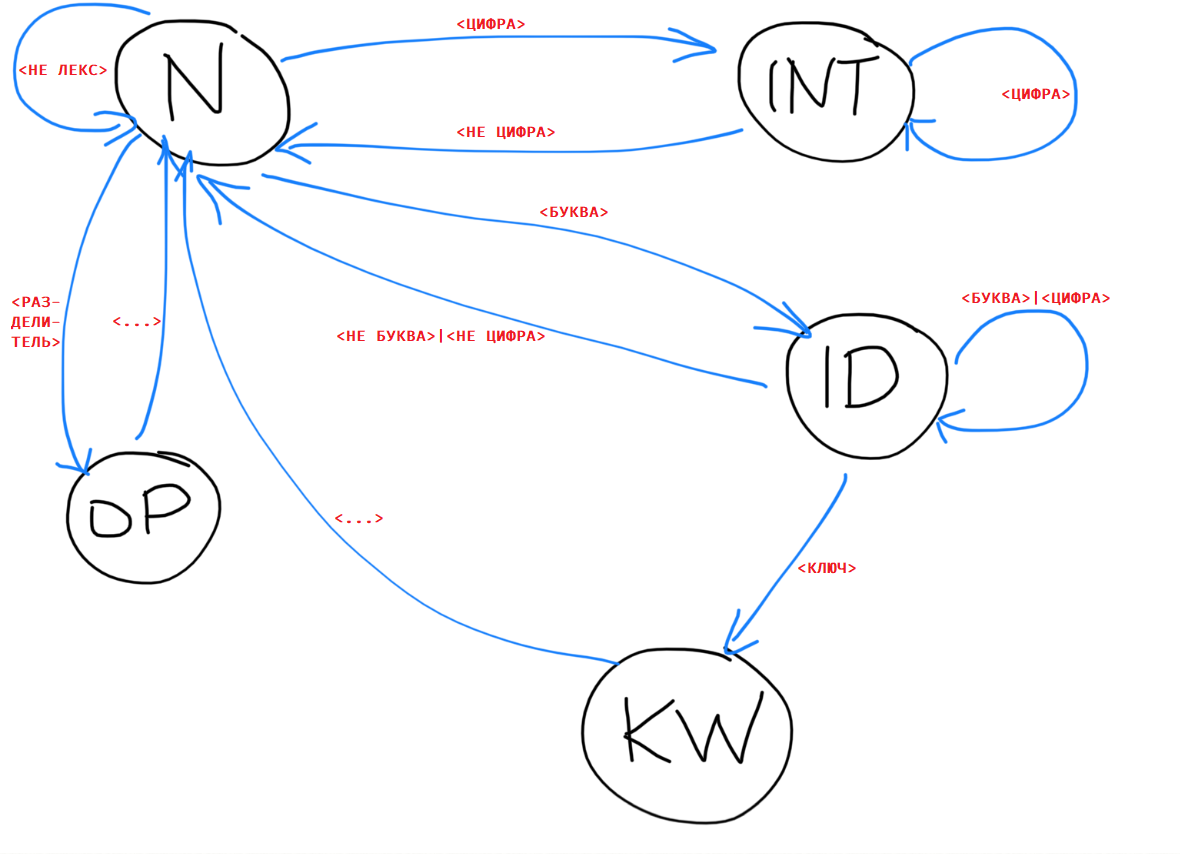 <ЦИФРА>
N
<НЕ ЛЕКС>
INT
<ЦИФРА>
<НЕ ЦИФРА>
<БУКВА>
<БУКВА>|<ЦИФРА>
<РАЗ-
ДЕЛИ-
ТЕЛЬ>
<...>
<НЕ БУКВА>|<НЕ ЦИФРА>
ID
OP
<...>
<КЛЮЧ>
KW